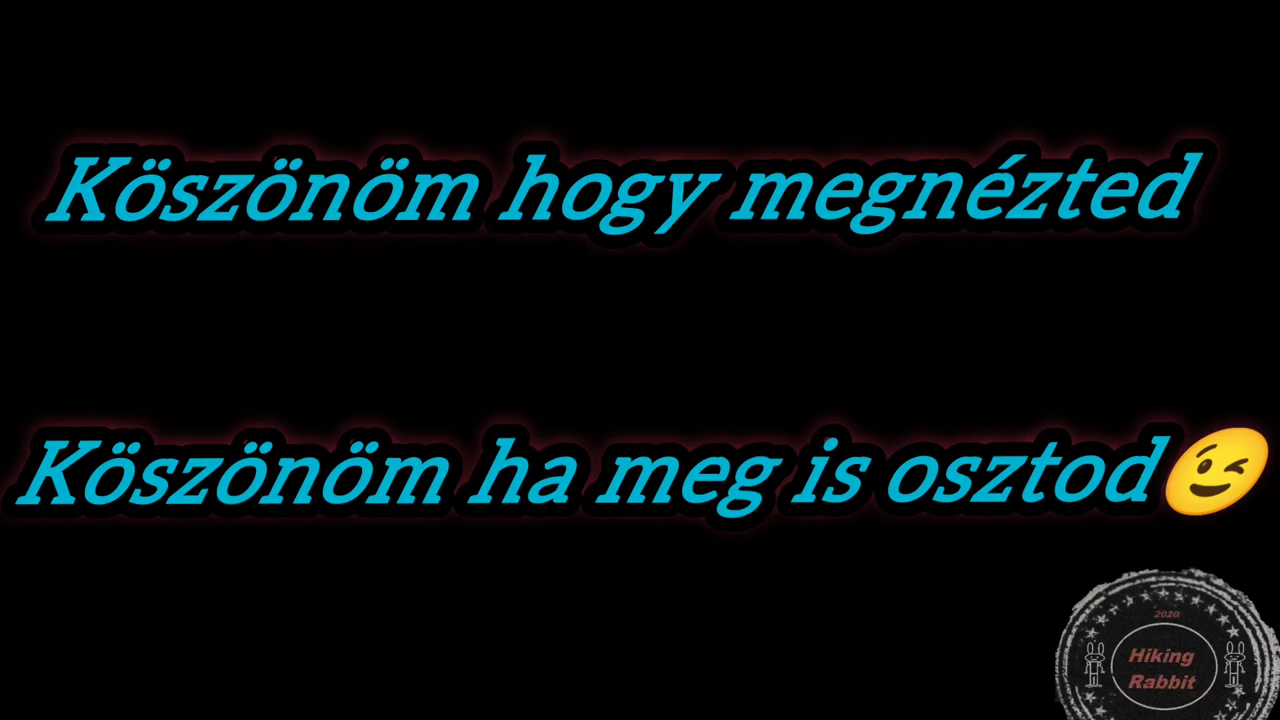 Köszönöm hogy megnézted
Köszönöm ha meg is osztod😉
2020
Hiking
Rabbit